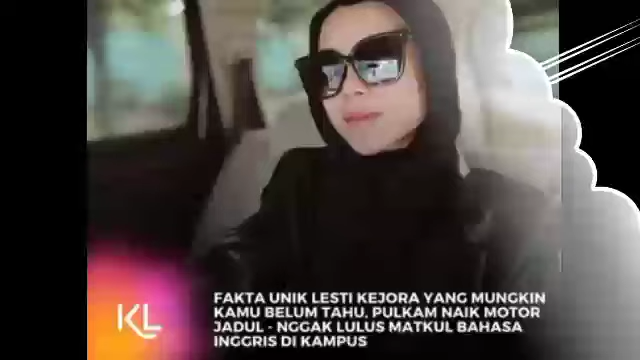 KL
FAKTA UNIK LESTI KEJORA YANG MUNGKIN
KAMU BELUM TAHU, PULKAM NAIK MOTOR
JADUL - NGGAK LULUS MATKUL BAHASA
INGGRIS DI KAMPUS